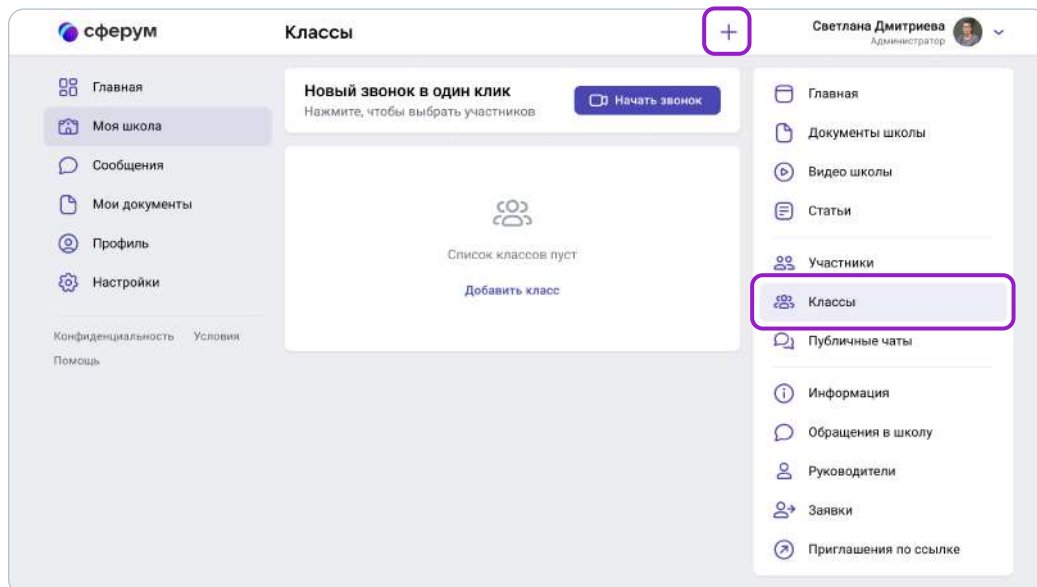 сферум
Классы
Светлана Дмитриева
Администратор
Главная
Моя школа
Сообщения
Мои документы
Профиль
Настройки
Конфиденциальность Условия
Помощь
Новый звонок в один клик
Нажмите, чтобы выбрать участников
Начать звонок
Список классов пуст
Добавить класс
Главная
Документы школы
Видео школы
Статьи
Участники
Классы
Публичные чаты
Информация
Обращения в школу
Руководители
Заявки
Приглашения по ссылке